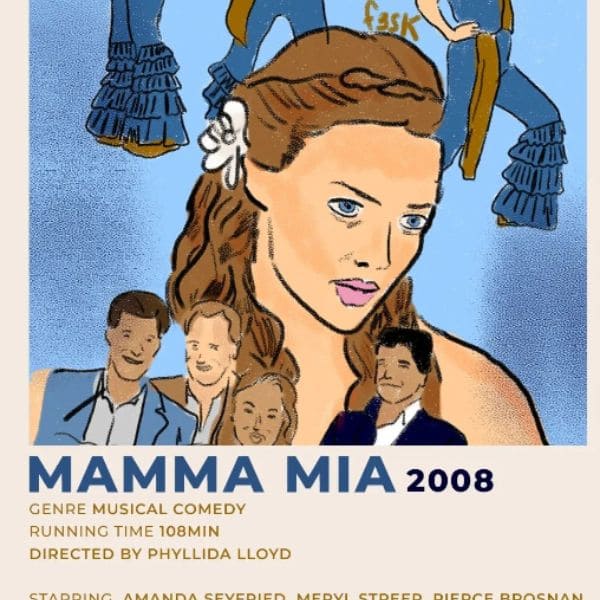 f3sk
MAMMA MIA 2008
GENRE MUSICAL COMEDY
RUNNING TIME 108MIN
DIRECTED BY PHYLLIDA LLOYD
STARRING AMANDA SEYFRIED, MERYL STREEP, PIERCE BROSNAN